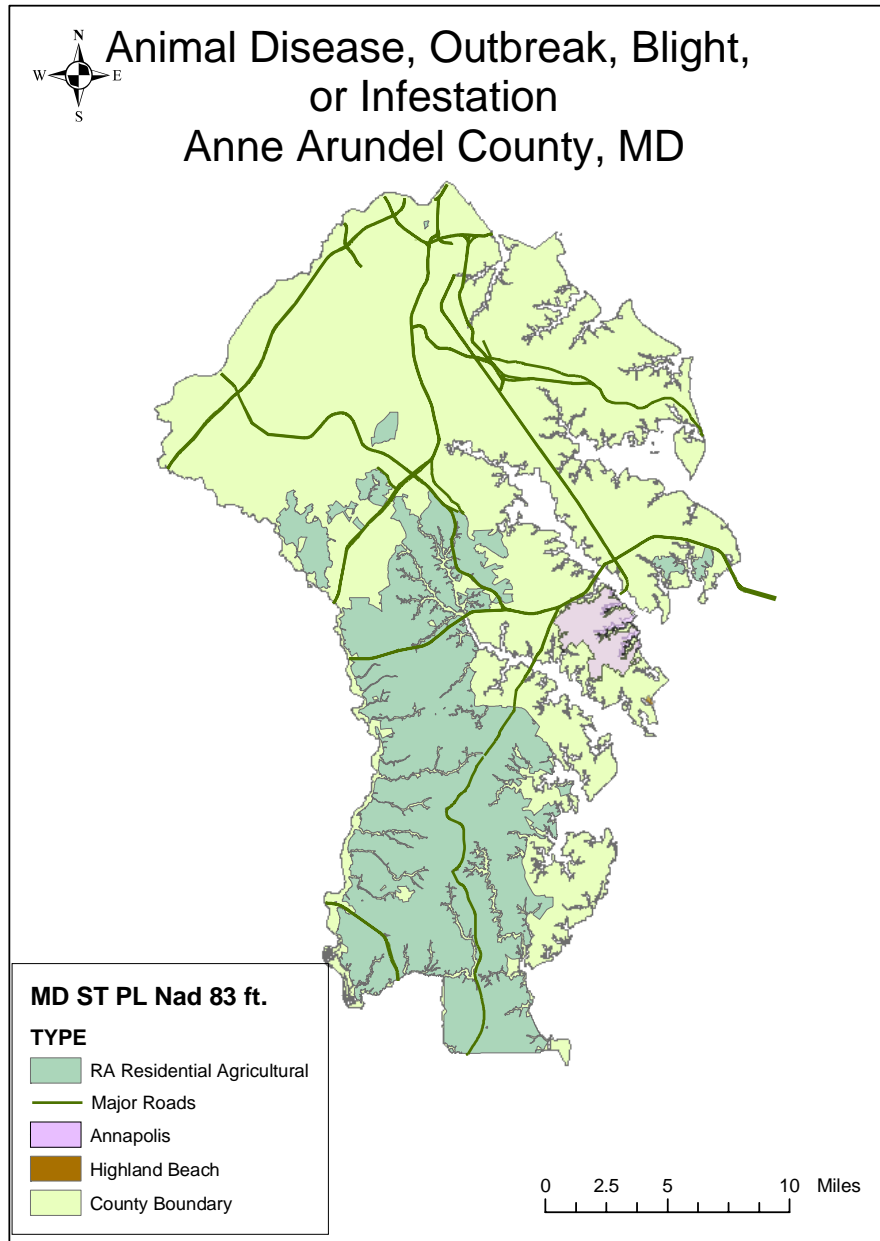 Animal Disease, Outbreak, Blight,
or Infestation
Anne Arundel County, MD
N
W
E
S
MD ST PL Nad 83 ft.
TYPE
RA Residential Agricultural
Major Roads
Annapolis
Highland Beach
County Boundary
0 2.5 5 10 Miles